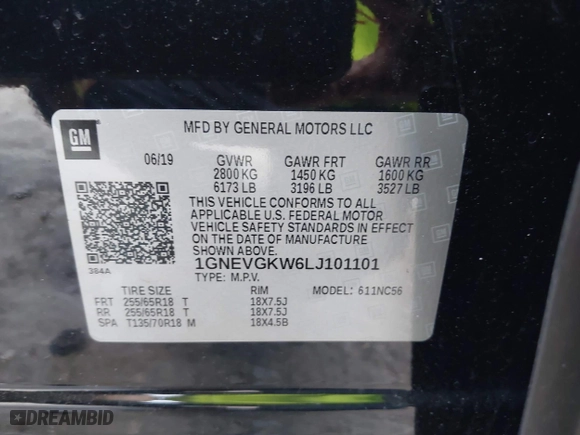 GM
MFD BY GENERAL MOTORS LLC
06/19 GVWR GAWR FRT GAWR RR
2800 KG 1450 KG 1600 KG
6173 LB 3196 LB 3527 LB
THIS VEHICLE CONFORMS TO ALL
APPLICABLE U.S. FEDERAL MOTOR
VEHICLE SAFETY STANDARDS IN EFFECT
ON THE DATE OF MANUFACTURE
SHOWN ABOVE.
384A
1GNEVGKW6LJ101101
TYPE: M.P.V.
TIRE SIZE RIM MODEL: 611NC56
FRT 255/65R18 T 18X7.5J
RR 255/65R18 T 18X7.5J
SPA T135/70R18 M 18X4.5B
DREAMBID